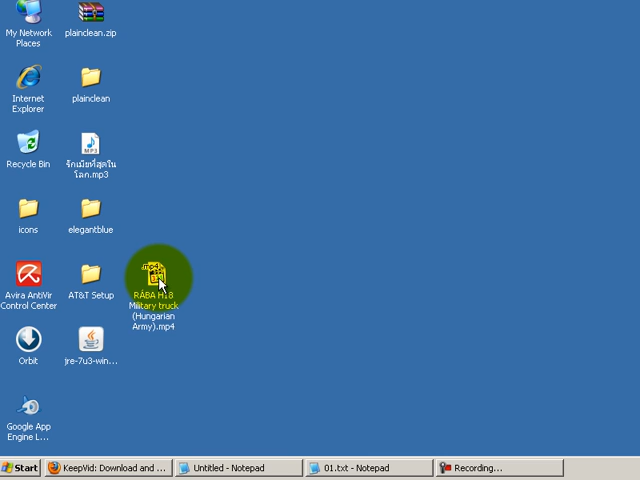 My Network
Places
plainclean.zip
Internet
Explorer
plainclean
Recycle Bin
รักเมียที่สุดใน
โลก.mp3
MP3
icons
elegantblue
Avira AntiVir
Control Center
AT&T Setup
.mp4
RÁBA H18
Military truck
(Hungarian
Army).mp4
Orbit
jre-7u3-win...
Google App
Engine L...
Start
KeepVid: Download and ...
Untitled - Notepad
01.txt - Notepad
Recording...